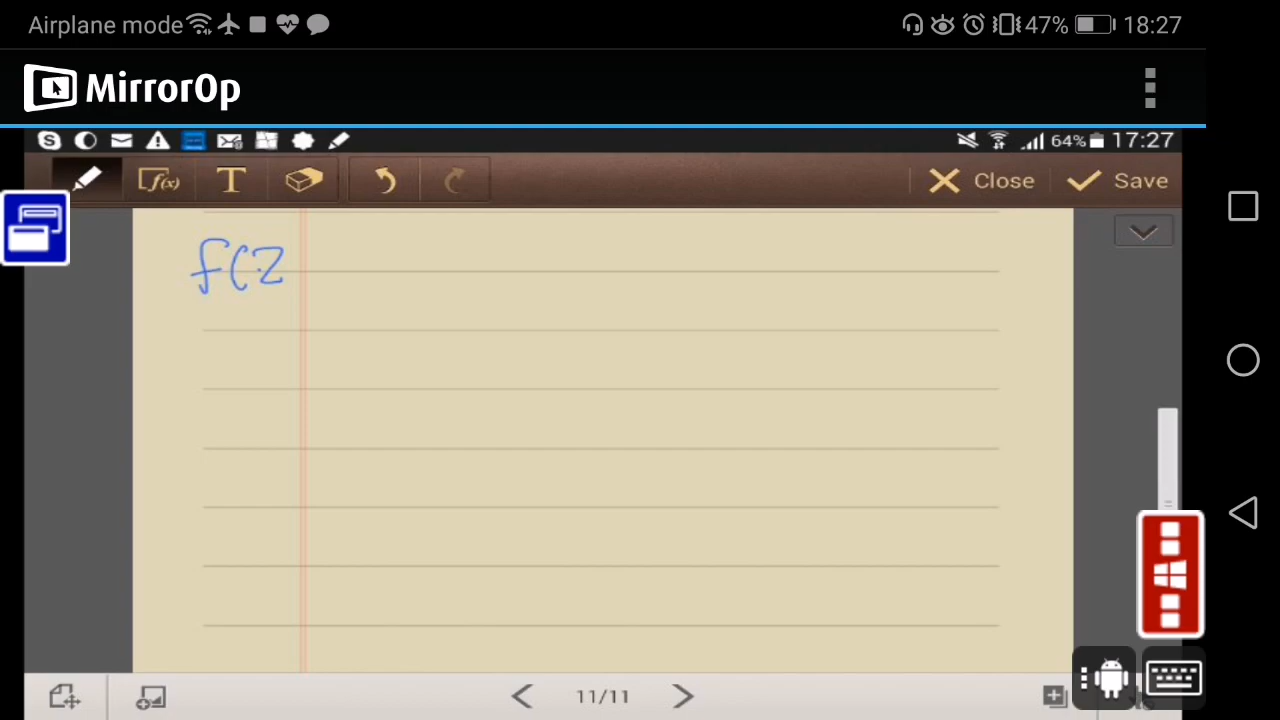 Airplane mode 47% 18:27
MirrorOp
64% 17:27
f(x) T Close Save
f(z
11/11